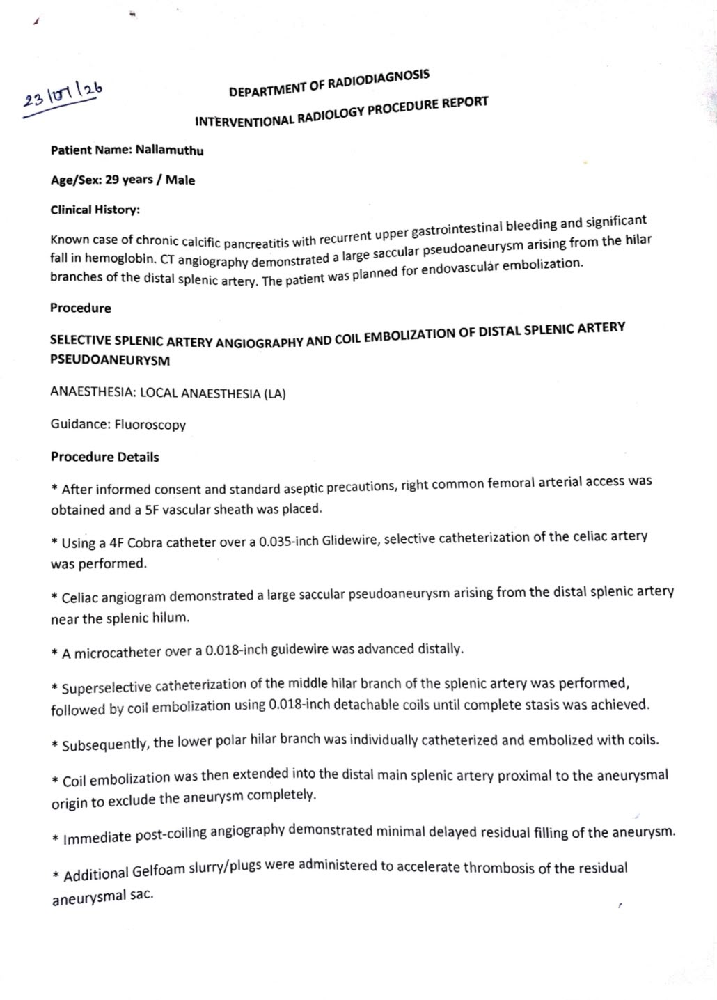 23/01/26
DEPARTMENT OF RADIODIAGNOSIS
INTERVENTIONAL RADIOLOGY PROCEDURE REPORT
Patient Name: Nallamuthu
Age/Sex: 29 years / Male
Clinical History:
Known case of chronic calcific pancreatitis with recurrent upper gastrointestinal bleeding and significant
fall in hemoglobin. CT angiography demonstrated a large saccular pseudoaneurysm arising from the hilar
branches of the distal splenic artery. The patient was planned for endovascular embolization.
Procedure
SELECTIVE SPLENIC ARTERY ANGIOGRAPHY AND COIL EMBOLIZATION OF DISTAL SPLENIC ARTERY
PSEUDOANEURYSM
ANAESTHESIA: LOCAL ANAESTHESIA (LA)
Guidance: Fluoroscopy
Procedure Details
* After informed consent and standard aseptic precautions, right common femoral arterial access was
obtained and a 5F vascular sheath was placed.
* Using a 4F Cobra catheter over a 0.035-inch Glidewire, selective catheterization of the celiac artery
was performed.
* Celiac angiogram demonstrated a large saccular pseudoaneurysm arising from the distal splenic artery
near the splenic hilum.
* A microcatheter over a 0.018-inch guidewire was advanced distally.
* Superselective catheterization of the middle hilar branch of the splenic artery was performed,
followed by coil embolization using 0.018-inch detachable coils until complete stasis was achieved.
* Subsequently, the lower polar hilar branch was individually catheterized and embolized with coils.
* Coil embolization was then extended into the distal main splenic artery proximal to the aneurysmal
origin to exclude the aneurysm completely.
* Immediate post-coiling angiography demonstrated minimal delayed residual filling of the aneurysm.
* Additional Gelfoam slurry/plugs were administered to accelerate thrombosis of the residual
aneurysmal sac.